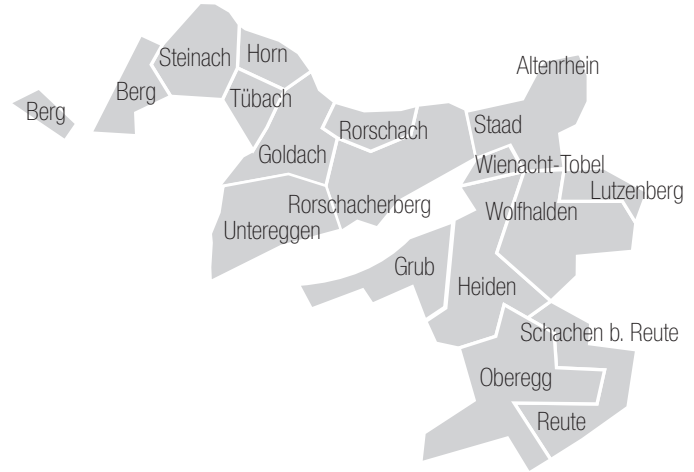 Steinach
Horn
Altenrhein
Berg
Berg
Tübach
Rorschach
Staad
Goldach
Wienacht-Tobel
Lutzenberg
Rorschacherberg
Wolfhalden
Untereggen
Grub
Heiden
Schachen b. Reute
Oberegg
Reute